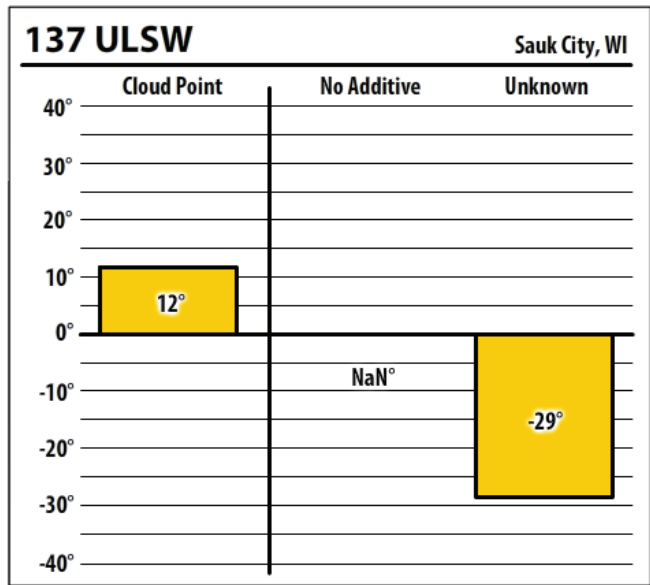 137 ULSW
Sauk City, WI
Cloud Point
No Additive
Unknown
40°
30°
20°
10°
12°
0°
NaN°
-10°
-29°
-20°
-30°
-40°